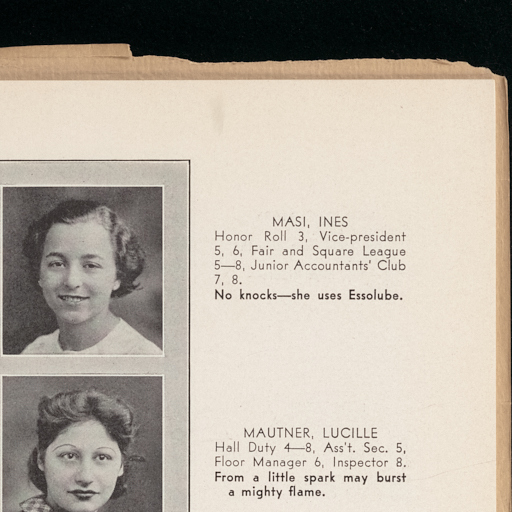 MASI, INES
Honor Roll 3, Vice-president
5, 6, Fair and Square League
5—8, Junior Accountants' Club
7, 8.
No knocks—she uses Essolube.
MAUTNER, LUCILLE
Hall Duty 4—8, Ass't. Sec. 5,
Floor Manager 6, Inspector 8.
From a little spark may burst
a mighty flame.